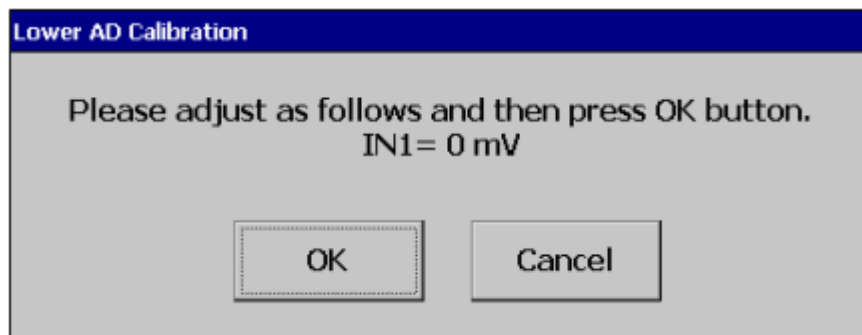 Lower AD Calibration
Please adjust as follows and then press OK button.
IN1= 0 mV
OK Cancel